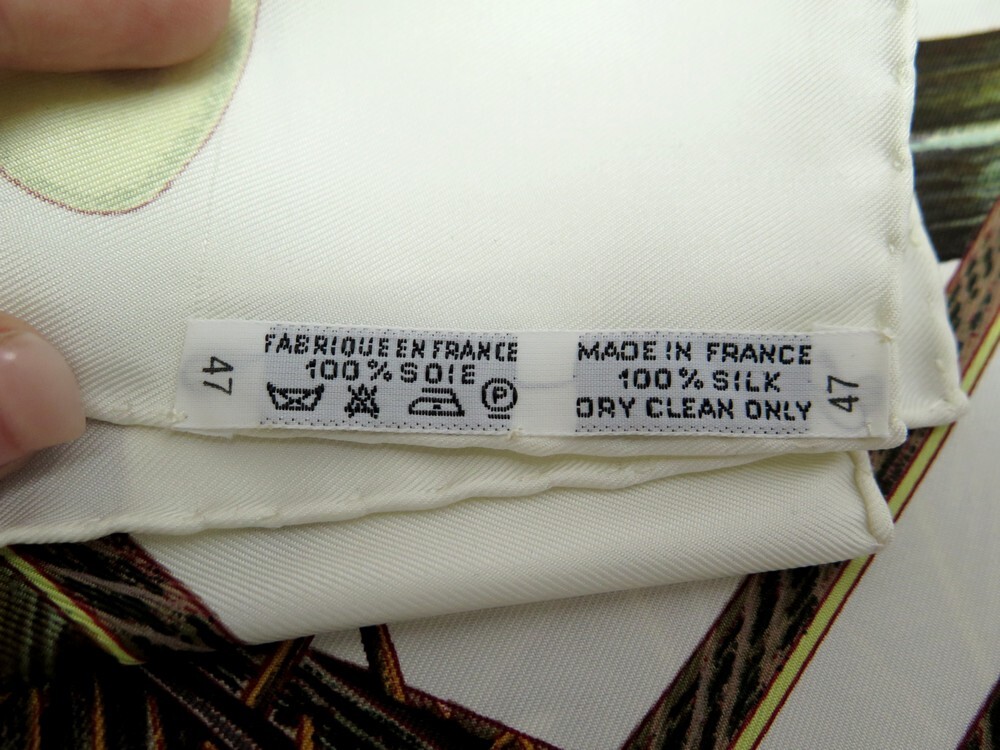 47
FABRIQUE EN FRANCE
100% SOIE
P
MADE IN FRANCE
100% SILK
DRY CLEAN ONLY
47